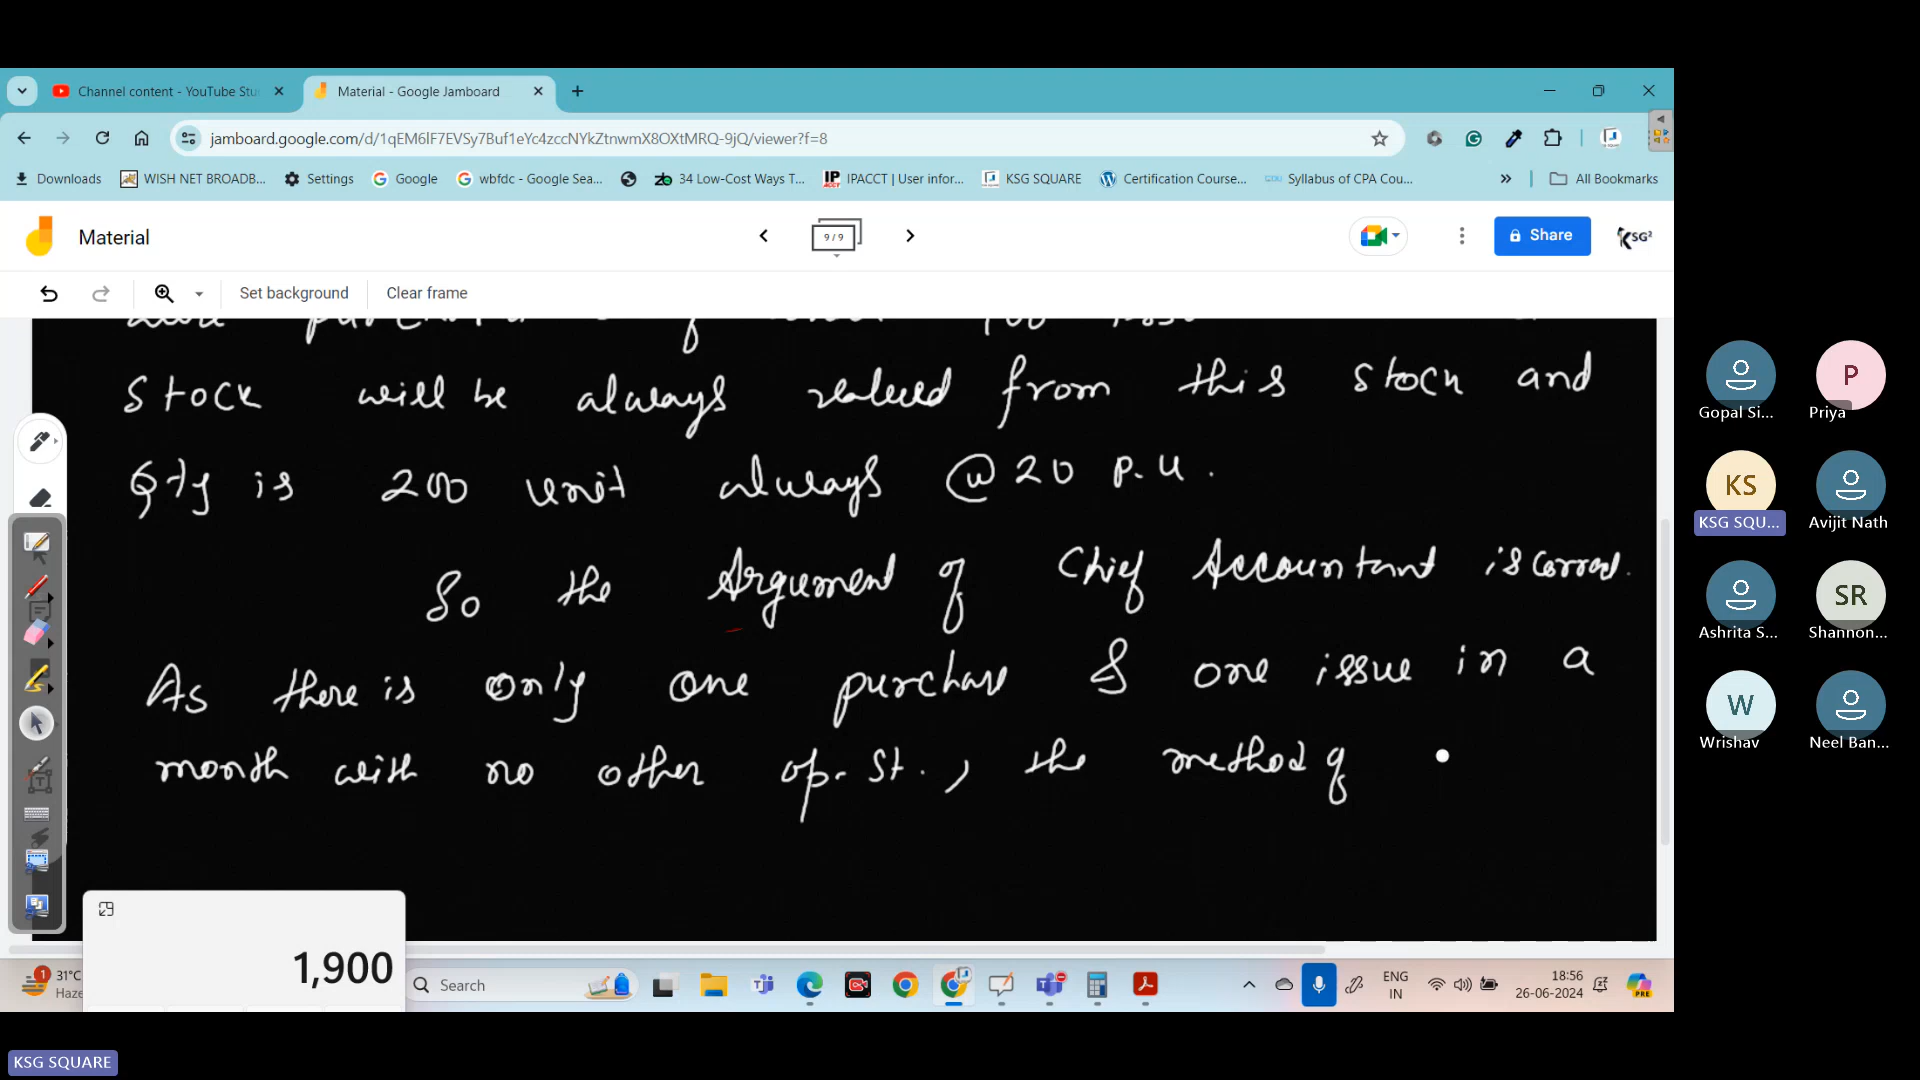 Channel content - YouTube Stu
Material - Google Jamboard
jamboard.google.com/d/1qEM6lF7EVSy7Buf1eYc4zccNYkZtnwmX8OXtMRQ-9jQ/viewer?f=8
Downloads WISH NET BROADB... Settings Google wbfdc - Google Sea... 34 Low-Cost Ways T... IPACCT | User infor... KSG SQUARE Certification Course... Syllabus of CPA Cou... » All Bookmarks
Material 9 / 9 Share KSG²
Set background Clear frame
Stock will be always valued from this stock and
Qty is 200 unit always @ 20 P.U.
So the Argument of Chief Accountant is correct.
As there is only one purchase & one issue in a
month with no other op. St., the method of
1,900
1 31°C
Haze
Search
ENG
IN
18:56
26-06-2024
PRE
Gopal Si...
P
Priya
KS
KSG SQU...
Avijit Nath
Ashrita S...
SR
Shannon...
W
Wrishav
Neel Ban...
KSG SQUARE